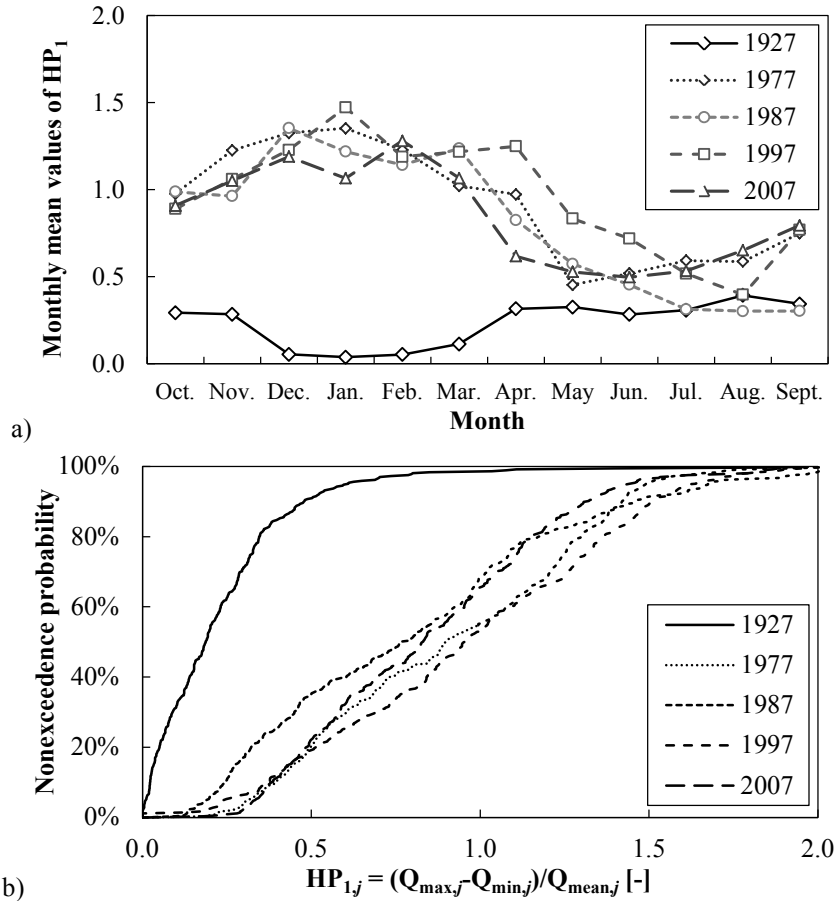 Monthly mean values of HP1
2.0
1.5
1.0
0.5
0.0
1927
1977
1987
1997
2007
Oct. Nov. Dec. Jan. Feb. Mar. Apr. May Jun. Jul. Aug. Sept.
Month
a)
Nonexceedence probability
100%
80%
60%
40%
20%
0%
1927
1977
1987
1997
2007
0.0 0.5 1.0 1.5 2.0
HP1,j = (Qmax,j-Qmin,j)/Qmean,j [-]
b)